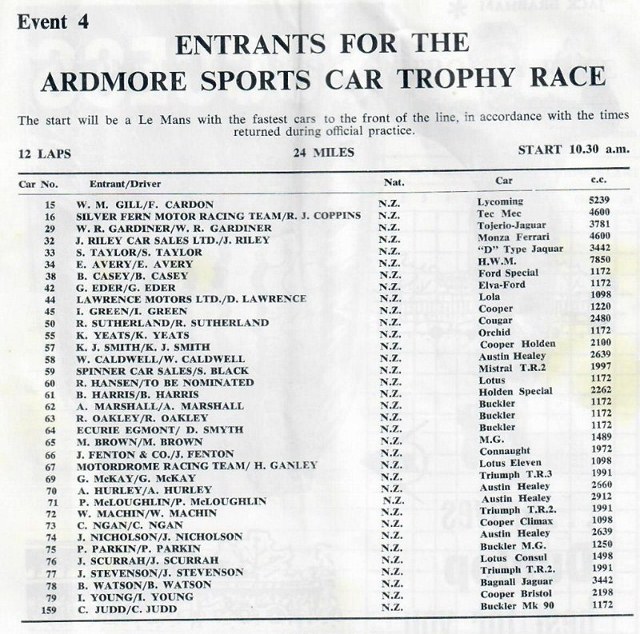 Event 4
ENTRANTS FOR THE
ARDMORE SPORTS CAR TROPHY RACE
The start will be a Le Mans with the fastest cars to the front of the line, in accordance with the times
returned during official practice.
12 LAPS 24 MILES START 10.30 a.m.
Car No. Entrant/Driver Nat. Car c.c.
15 W. M. GILL/F. CARDON N.Z. Lycoming 5239
16 SILVER FERN MOTOR RACING TEAM/R. J. COPPINS N.Z. Tec Mec 4600
29 W. R. GARDINER/W. R. GARDINER N.Z. Tojerio-Jaguar 3781
32 J. RILEY CAR SALES LTD./J. RILEY N.Z. Monza Ferrari 4600
33 S. TAYLOR/S. TAYLOR N.Z. "D" Type Jaquar 3442
34 E. AVERY/E. AVERY N.Z. H.W.M. 7850
38 B. CASEY/B. CASEY N.Z. Ford Special 1172
42 G. EDER/G. EDER N.Z. Elva-Ford 1172
44 LAWRENCE MOTORS LTD./D. LAWRENCE N.Z. Lola 1098
45 I. GREEN/I. GREEN N.Z. Cooper 1220
50 R. SUTHERLAND/R. SUTHERLAND N.Z. Cougar 2480
55 K. YEATS/K. YEATS N.Z. Orchid 1172
57 K. J. SMITH/K. J. SMITH N.Z. Cooper Holden 2100
58 W. CALDWELL/W. CALDWELL N.Z. Austin Healey 2639
59 SPINNER CAR SALES/S. BLACK N.Z. Mistral T.R.2 1997
60 R. HANSEN/TO BE NOMINATED N.Z. Lotus 1172
61 B. HARRIS/B. HARRIS N.Z. Holden Special 2262
62 A. MARSHALL/A. MARSHALL N.Z. Buckler 1172
63 R. OAKLEY/R. OAKLEY N.Z. Buckler 1172
64 ECURIE EGMONT/ D. SMYTH N.Z. Buckler 1172
65 M. BROWN/M. BROWN N.Z. M.G. 1489
66 J. FENTON & CO./J. FENTON N.Z. Connaught 1972
67 MOTORDROME RACING TEAM/ H. GANLEY N.Z. Lotus Eleven 1098
69 G. McKAY/G. McKAY N.Z. Triumph T.R.3 1991
70 A. HURLEY/A. HURLEY N.Z. Austin Healey 2660
71 P. McLOUGHLIN/P. McLOUGHLIN N.Z. Austin Healey 2912
72 W. MACHIN/W. MACHIN N.Z. Triumph T.R.2. 1991
73 C. NGAN/C. NGAN N.Z. Cooper Climax 1098
74 J. NICHOLSON/J. NICHOLSON N.Z. Austin Healey 2639
75 P. PARKIN/P. PARKIN N.Z. Buckler M.G. 1250
76 J. SCURRAH/J. SCURRAH N.Z. Lotus Consul 1498
77 J. STEVENSON/J. STEVENSON N.Z. Triumph T.R.2. 1991
78 B. WATSON/B. WATSON N.Z. Bagnall Jaguar 3442
79 I. YOUNG/I. YOUNG N.Z. Cooper Bristol 2198
159 C. JUDD/C. JUDD N.Z. Buckler Mk 90 1172